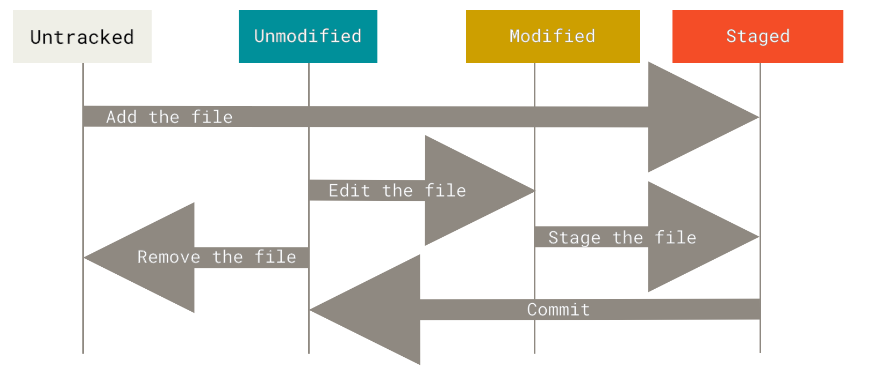 Untracked
Unmodified
Modified
Staged
Add the file
Edit the file
Stage the file
Remove the file
Commit